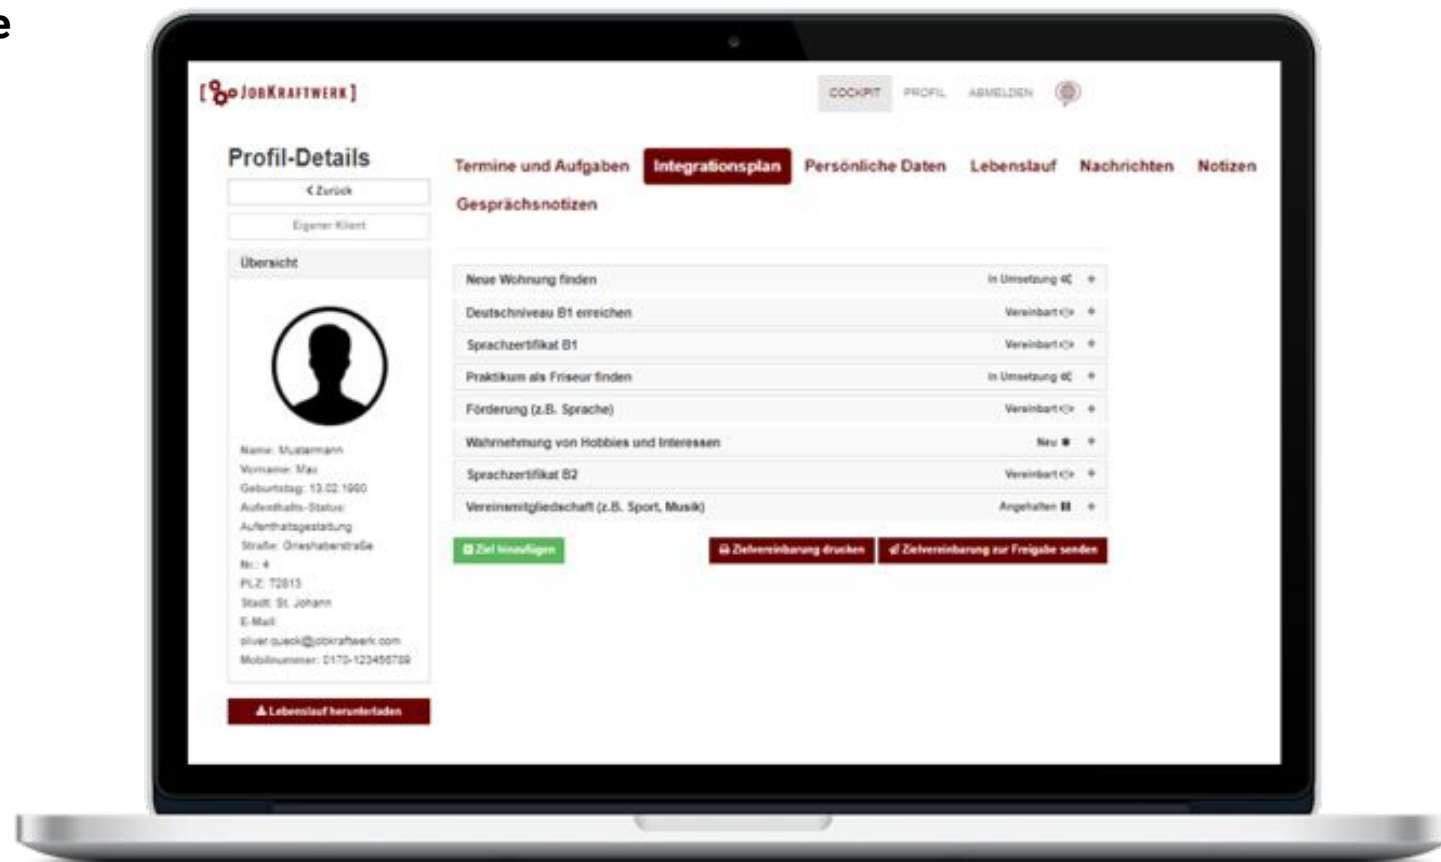 e
[JOBKRAFTWERK]
COCKPIT PROFIL ABMELDEN
Profil-Details
Zurück
Eigener Klient
Übersicht
Name: Mustermann
Vorname: Max
Geburtstag: 13.02.1980
Aufenthalts-Status:
Aufenthaltsgestattung
Straße: Grieshaberstraße
Nr.: 4
PLZ: 72813
Stadt: St. Johann
E-Mail:
@jobkraftwerk.com
Mobilnummer: 0170-123456789
Lebenslauf herunterladen
Termine und Aufgaben Integrationsplan Persönliche Daten Lebenslauf Nachrichten Notizen
Gesprächsnotizen
Neue Wohnung finden In Umsetzung +
Deutschniveau B1 erreichen Vereinbart +
Sprachzertifikat B1 Vereinbart +
Praktikum als Friseur finden In Umsetzung +
Förderung (z.B. Sprache) Vereinbart +
Wahrnehmung von Hobbies und Interessen Neu +
Sprachzertifikat B2 Vereinbart +
Vereinsmitgliedschaft (z.B. Sport, Musik) Angehalten +
Ziel hinzufügen Zielvereinbarung drucken Zielvereinbarung zur Freigabe senden